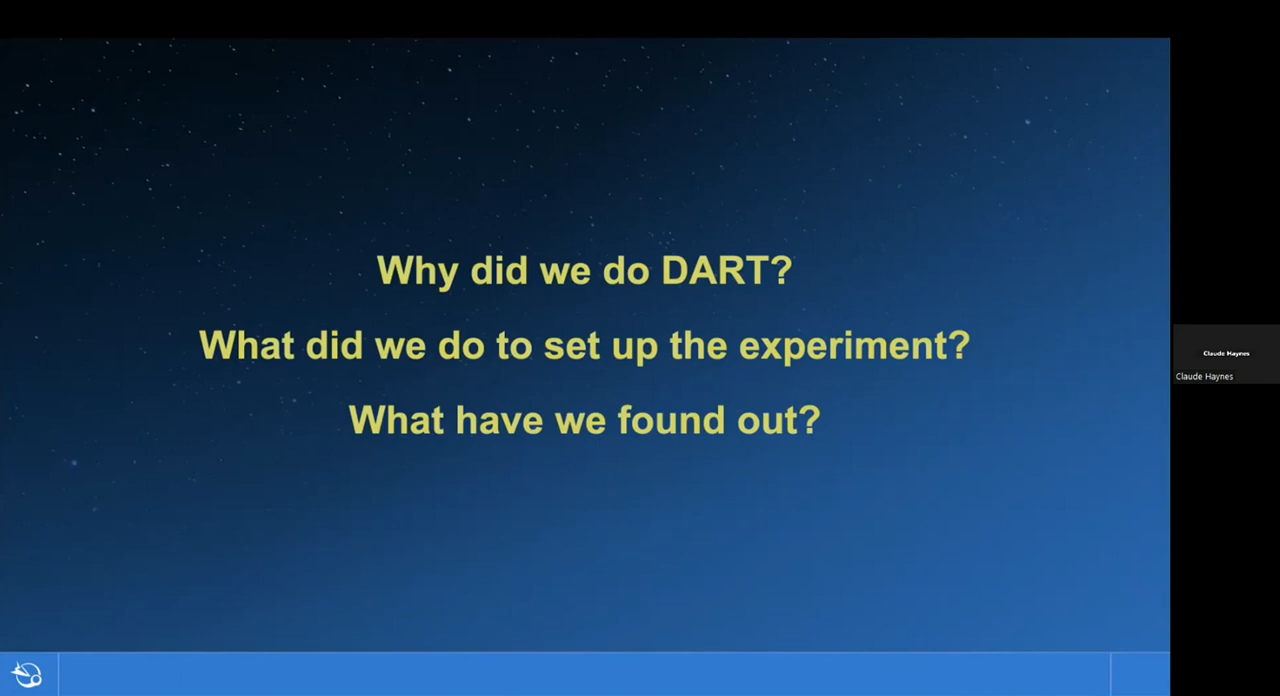 Why did we do DART?
What did we do to set up the experiment?
What have we found out?
Claude Haynes
Claude Haynes